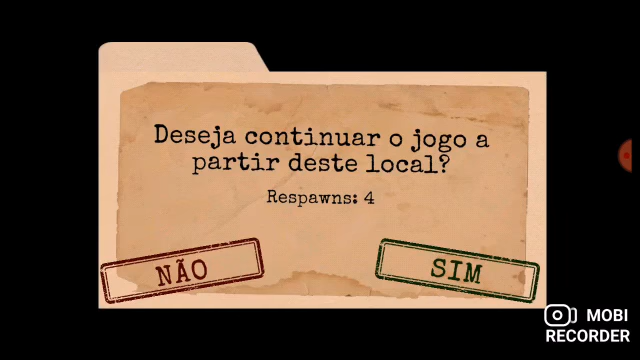 Deseja continuar o jogo a
partir deste local?
Respawns: 4
NÃO
SIM
MOBI
RECORDER